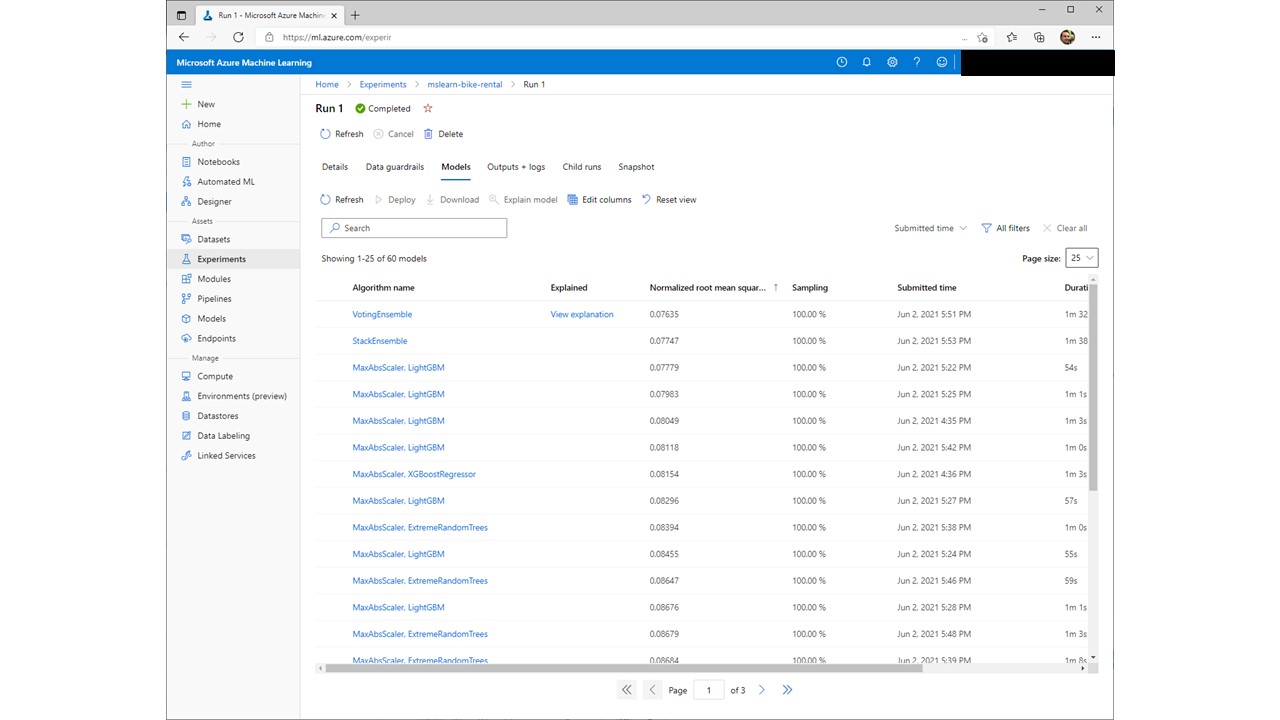 Run 1 - Microsoft Azure Machine
https://ml.azure.com/experir
Microsoft Azure Machine Learning
Home > Experiments > mslearn-bike-rental > Run 1
New
Home
Author
Notebooks
Automated ML
Designer
Assets
Datasets
Experiments
Modules
Pipelines
Models
Endpoints
Manage
Compute
Environments (preview)
Datastores
Data Labeling
Linked Services
Run 1 Completed
Refresh Cancel Delete
Details Data guardrails Models Outputs + logs Child runs Snapshot
Refresh Deploy Download Explain model Edit columns Reset view
Search
Submitted time All filters Clear all
Showing 1-25 of 60 models
Page size: 25
Algorithm name Explained Normalized root mean squar... Sampling Submitted time Durati
VotingEnsemble View explanation 0.07635 100.00 % Jun 2, 2021 5:51 PM 1m 32
StackEnsemble 0.07747 100.00 % Jun 2, 2021 5:53 PM 1m 38
MaxAbsScaler, LightGBM 0.07779 100.00 % Jun 2, 2021 5:22 PM 54s
MaxAbsScaler, LightGBM 0.07983 100.00 % Jun 2, 2021 5:25 PM 1m 1s
MaxAbsScaler, LightGBM 0.08049 100.00 % Jun 2, 2021 4:35 PM 1m 3s
MaxAbsScaler, LightGBM 0.08118 100.00 % Jun 2, 2021 5:42 PM 1m 0s
MaxAbsScaler, XGBoostRegressor 0.08154 100.00 % Jun 2, 2021 4:36 PM 1m 3s
MaxAbsScaler, LightGBM 0.08296 100.00 % Jun 2, 2021 5:27 PM 57s
MaxAbsScaler, ExtremeRandomTrees 0.08394 100.00 % Jun 2, 2021 5:38 PM 1m 0s
MaxAbsScaler, LightGBM 0.08455 100.00 % Jun 2, 2021 5:24 PM 55s
MaxAbsScaler, ExtremeRandomTrees 0.08647 100.00 % Jun 2, 2021 5:46 PM 59s
MaxAbsScaler, LightGBM 0.08676 100.00 % Jun 2, 2021 5:28 PM 1m 1s
MaxAbsScaler, ExtremeRandomTrees 0.08679 100.00 % Jun 2, 2021 5:48 PM 1m 3s
MaxAbsScaler, ExtremeRandomTrees 0.08684 100.00 % Jun 2, 2021 5:39 PM 1m 8s
Page 1 of 3